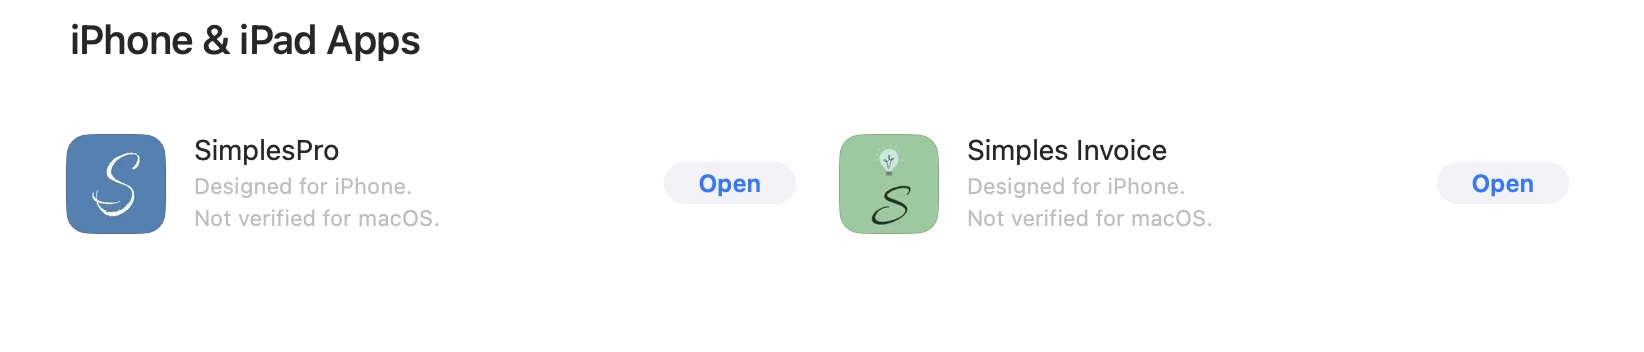 iPhone & iPad Apps
S
SimplesPro
Designed for iPhone.
Not verified for macOS.
Open
S
Simples Invoice
Designed for iPhone.
Not verified for macOS.
Open